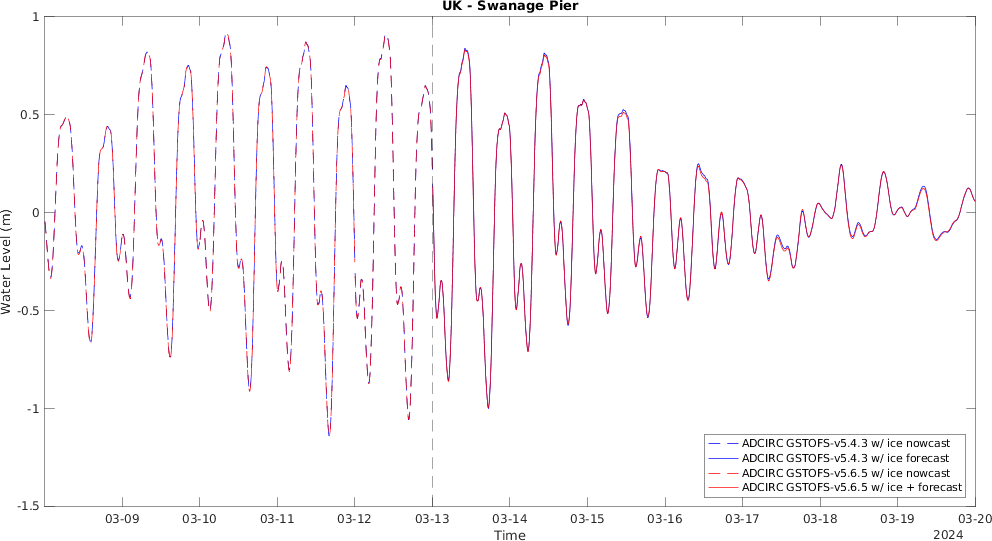 UK - Swanage Pier
Water Level (m)
1
0.5
0
-0.5
-1
-1.5
03-09 03-10 03-11 03-12 03-13 03-14 03-15 03-16 03-17 03-18 03-19 03-20
Time
2024
ADCIRC GSTOFS-v5.4.3 w/ ice nowcast
ADCIRC GSTOFS-v5.4.3 w/ ice forecast
ADCIRC GSTOFS-v5.6.5 w/ ice nowcast
ADCIRC GSTOFS-v5.6.5 w/ ice + forecast